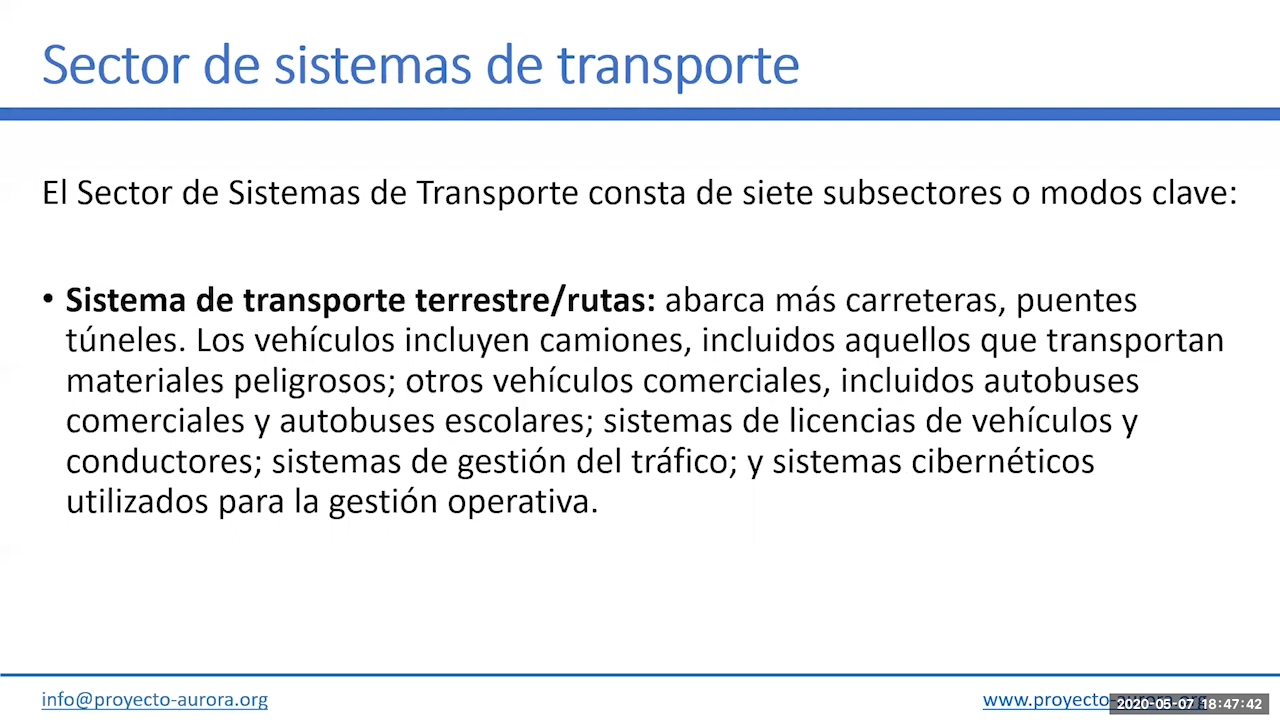 Sector de sistemas de transporte
El Sector de Sistemas de Transporte consta de siete subsectores o modos clave:
• Sistema de transporte terrestre/rutas: abarca más carreteras, puentes
túneles. Los vehículos incluyen camiones, incluidos aquellos que transportan
materiales peligrosos; otros vehículos comerciales, incluidos autobuses
comerciales y autobuses escolares; sistemas de licencias de vehículos y
conductores; sistemas de gestión del tráfico; y sistemas cibernéticos
utilizados para la gestión operativa.
info@proyecto-aurora.org
www.proyecto-aurora.org
2020-05-07 18:47:42